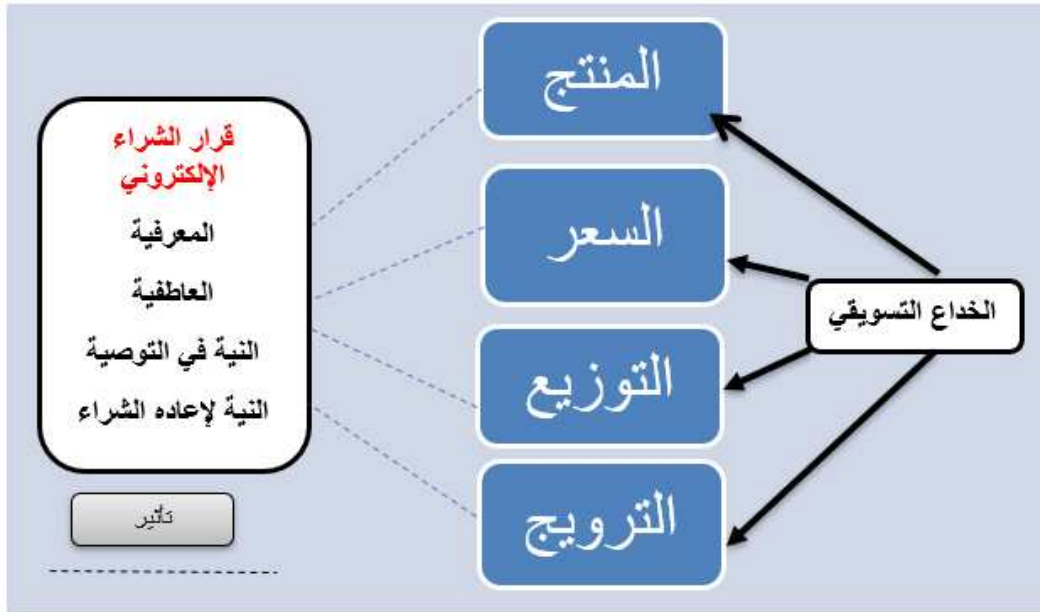 الخداع التسويقي
المنتج
السعر
التوزيع
الترويج
قرار الشراء
الإلكتروني
المعرفية
العاطفية
النية في التوصية
النية لإعاده الشراء
تأثير